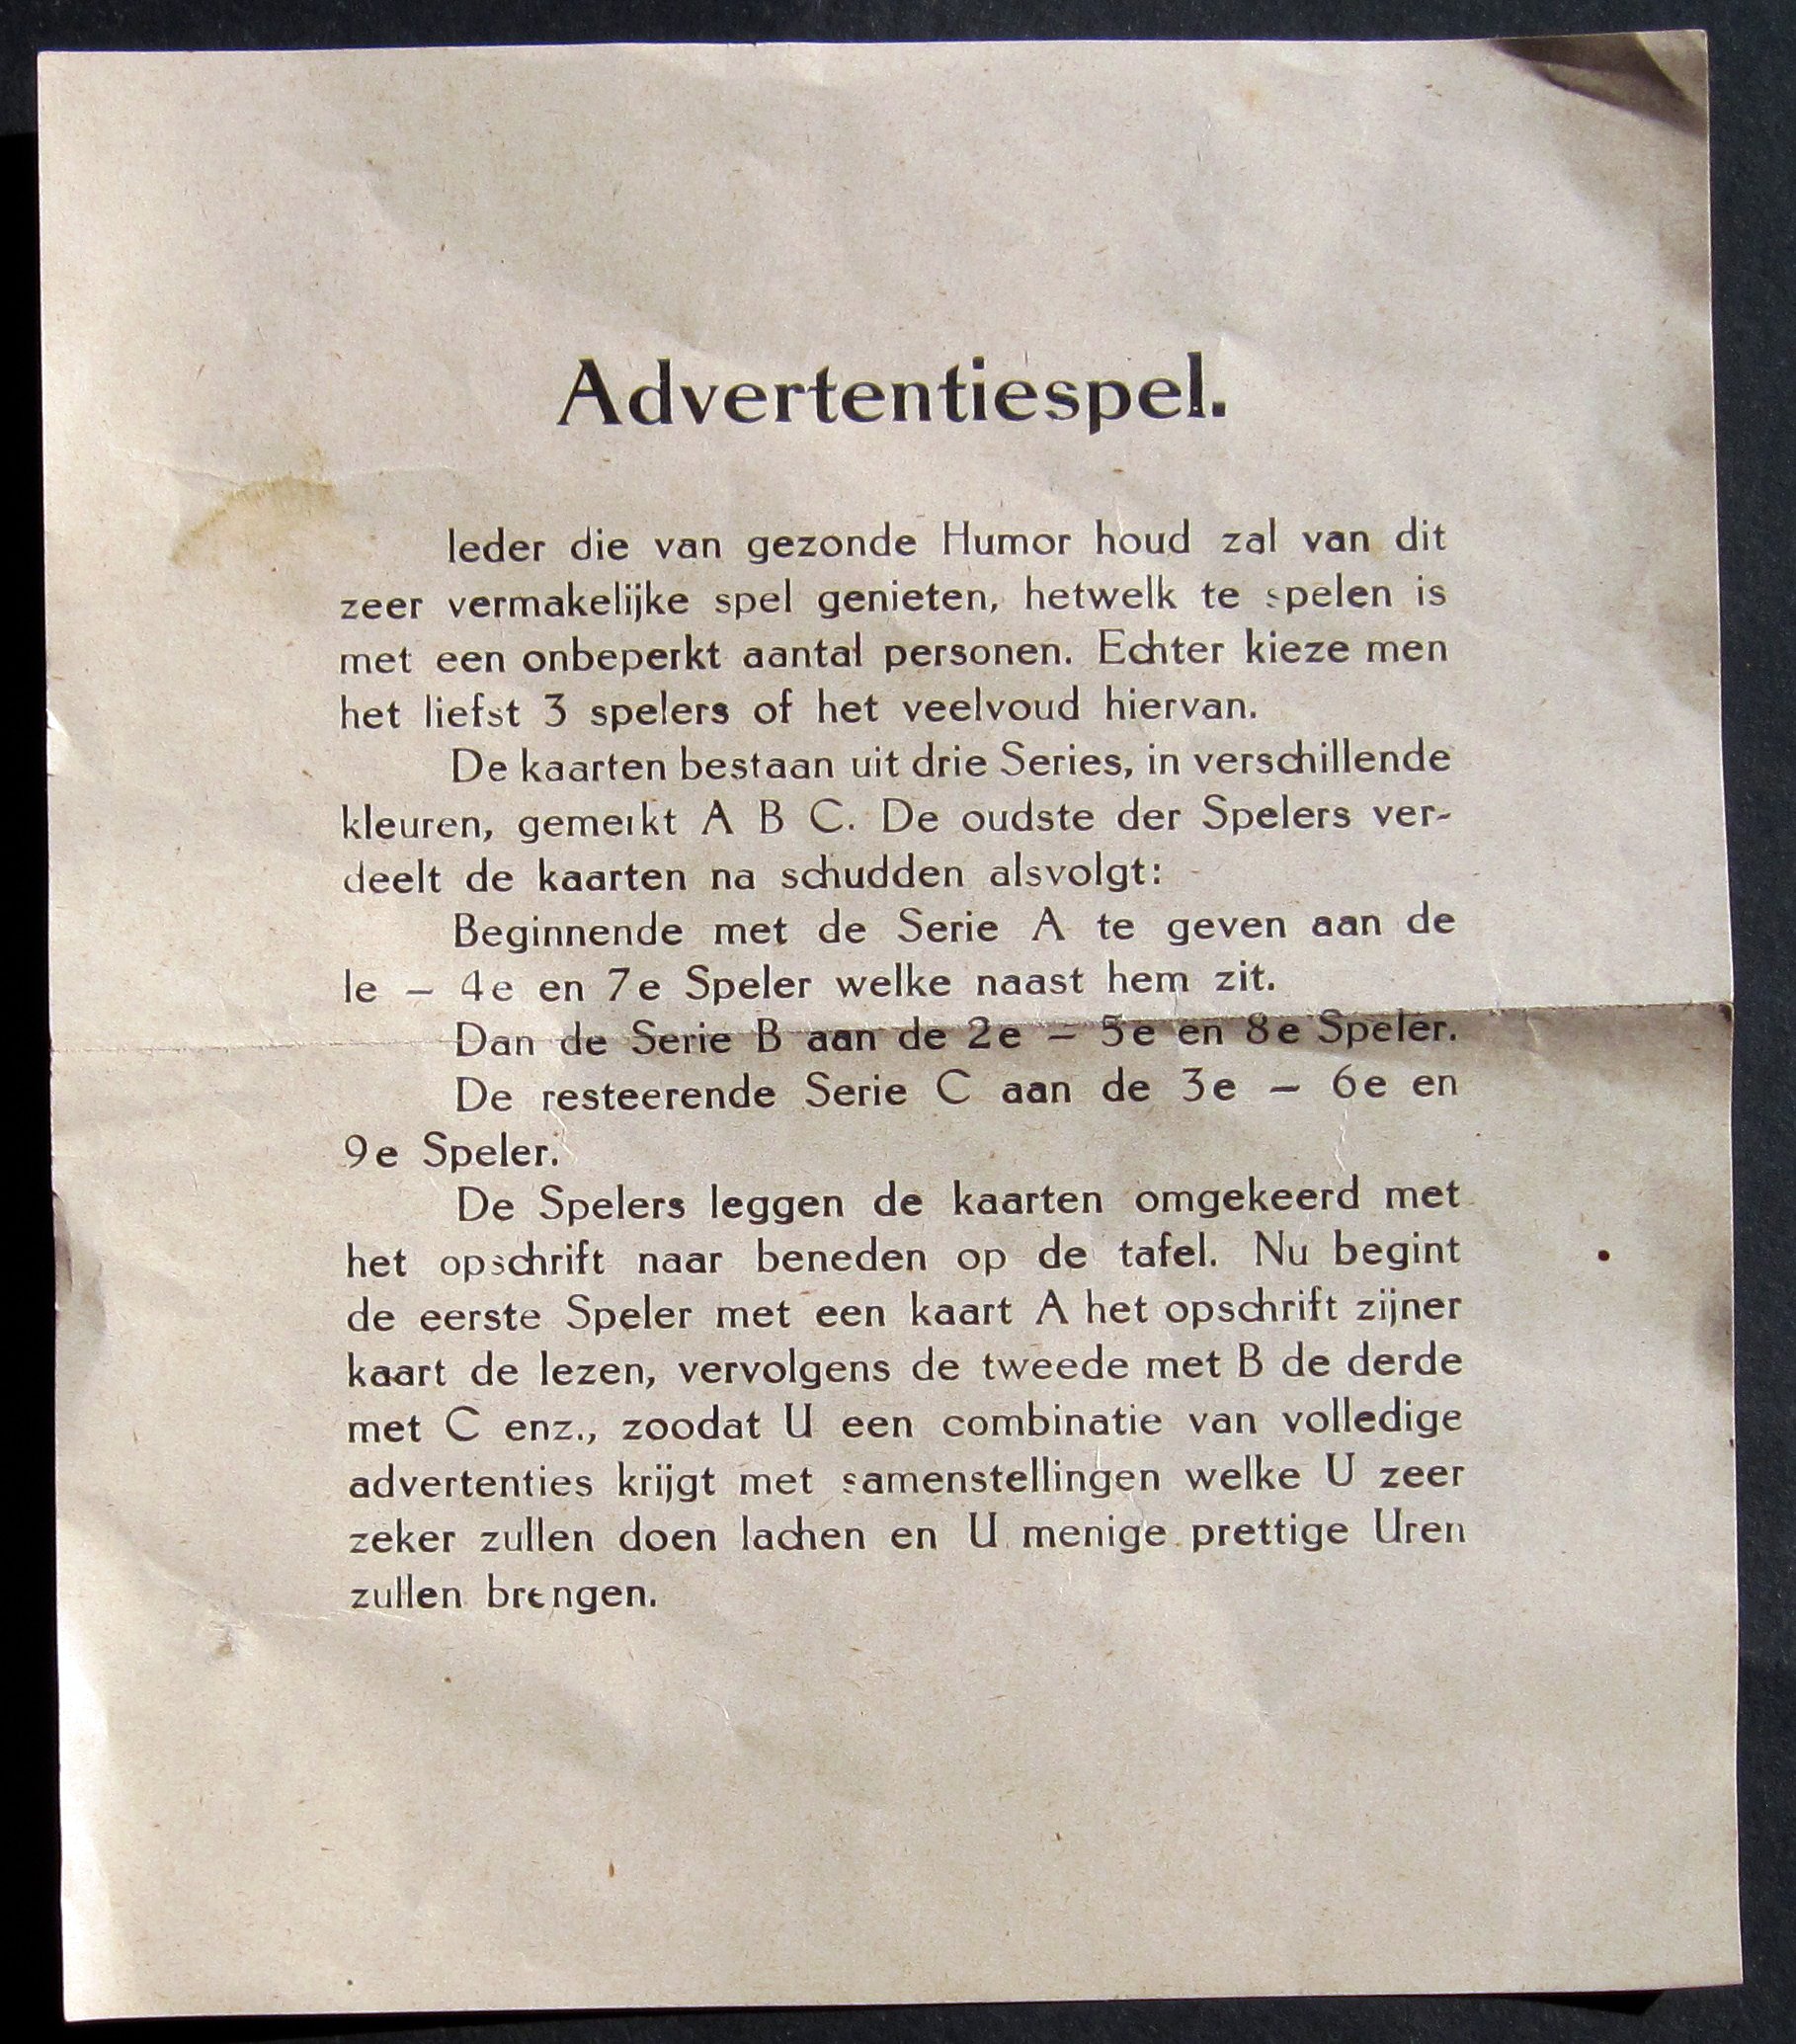 Advertentiespel.
Ieder die van gezonde Humor houd zal van dit
zeer vermakelijke spel genieten, hetwelk te spelen is
met een onbeperkt aantal personen. Echter kieze men
het liefst 3 spelers of het veelvoud hiervan.
De kaarten bestaan uit drie Series, in verschillende
kleuren, gemerkt A B C. De oudste der Spelers ver-
deelt de kaarten na schudden alsvolgt:
Beginnende met de Serie A te geven aan de
1e — 4e en 7e Speler welke naast hem zit.
Dan de Serie B aan de 2e — 5e en 8e Speler.
De resteerende Serie C aan de 3e — 6e en
9e Speler.
De Spelers leggen de kaarten omgekeerd met
het opschrift naar beneden op de tafel. Nu begint
de eerste Speler met een kaart A het opschrift zijner
kaart de lezen, vervolgens de tweede met B de derde
met C enz., zoodat U een combinatie van volledige
advertenties krijgt met samenstellingen welke U zeer
zeker zullen doen lachen en U menige prettige Uren
zullen brengen.